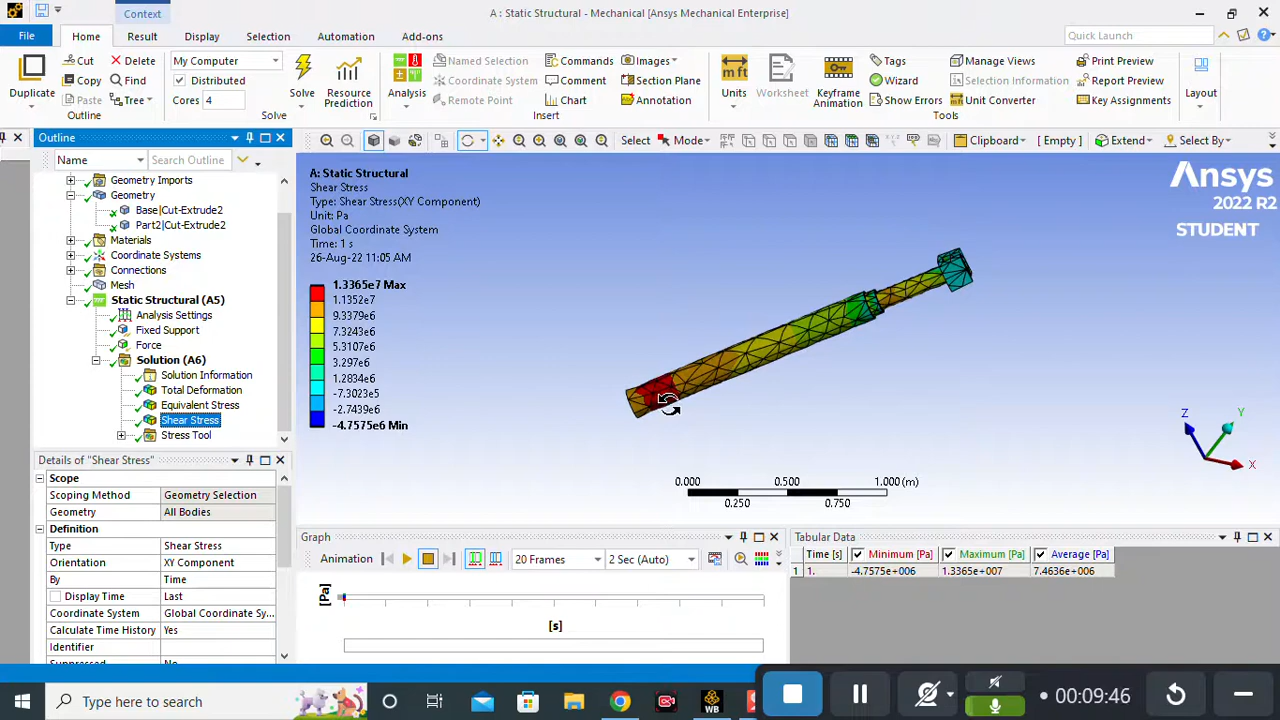 Context
A : Static Structural - Mechanical [Ansys Mechanical Enterprise]
File
Home
Result
Display
Selection
Automation
Add-ons
Quick Launch
Duplicate
Cut
Delete
Copy
Find
Paste
Tree
Outline
My Computer
Distributed
Cores 4
Solve
Resource Prediction
Solve
Analysis
Named Selection
Coordinate System
Remote Point
Commands
Comment
Chart
Images
Section Plane
Annotation
Insert
Units
Worksheet
Keyframe Animation
Tags
Wizard
Show Errors
Manage Views
Selection Information
Unit Converter
Print Preview
Report Preview
Key Assignments
Tools
Layout
Outline
Name
Search Outline
Geometry Imports
Geometry
Base|Cut-Extrude2
Part2|Cut-Extrude2
Materials
Coordinate Systems
Connections
Mesh
Static Structural (A5)
Analysis Settings
Fixed Support
Force
Solution (A6)
Solution Information
Total Deformation
Equivalent Stress
Shear Stress
Stress Tool
Details of "Shear Stress"
Scope
Scoping Method Geometry Selection
Geometry All Bodies
Definition
Type Shear Stress
Orientation XY Component
By Time
Display Time Last
Coordinate System Global Coordinate Sy...
Calculate Time History Yes
Identifier
Suppressed No
Select
Mode
Clipboard
[ Empty ]
Extend
Select By
A: Static Structural
Shear Stress
Type: Shear Stress(XY Component)
Unit: Pa
Global Coordinate System
Time: 1 s
26-Aug-22 11:05 AM
1.3365e7 Max
1.1352e7
9.3379e6
7.3243e6
5.3107e6
3.297e6
1.2834e6
-7.3023e5
-2.7439e6
-4.7575e6 Min
Ansys
2022 R2
STUDENT
Z
Y
X
0.000 0.500 1.000 (m)
0.250 0.750
Graph
Animation
20 Frames
2 Sec (Auto)
[Pa]
[s]
Tabular Data
Time [s] Minimum [Pa] Maximum [Pa] Average [Pa]
1 1. -4.7575e+006 1.3365e+007 7.4636e+006
Type here to search
WB
00:09:46